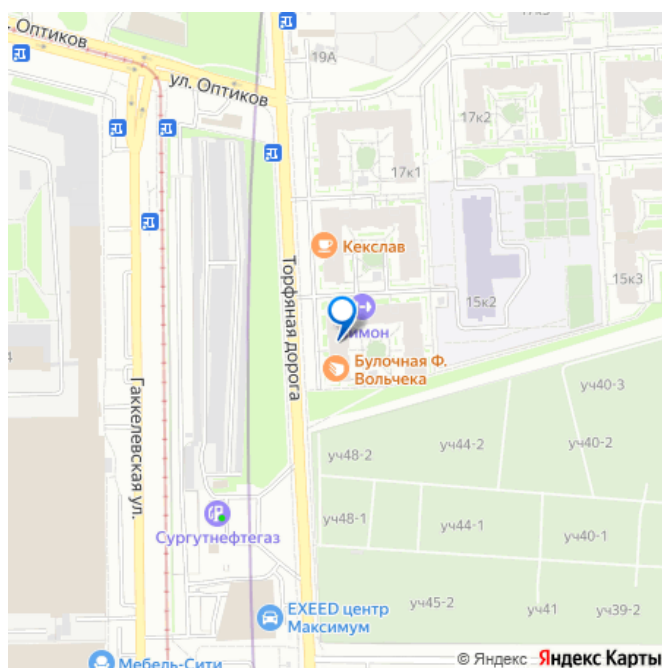 л. Оптиков
ул. Оптиков
19А
17к2
17к1
Кекслав
Торфяная дорога
15к2
15к3
имон
Булочная Ф.
Вольчека
Гаккелевская ул.
уч40-3
уч48-2
уч44-2
уч40-2
уч48-1
уч44-1
уч40-1
Сургутнефтегаз
уч45-2
уч41
уч39-2
EXEED центр
Максимум
Мебель-Сити
© Яндекс Яндекс Карты